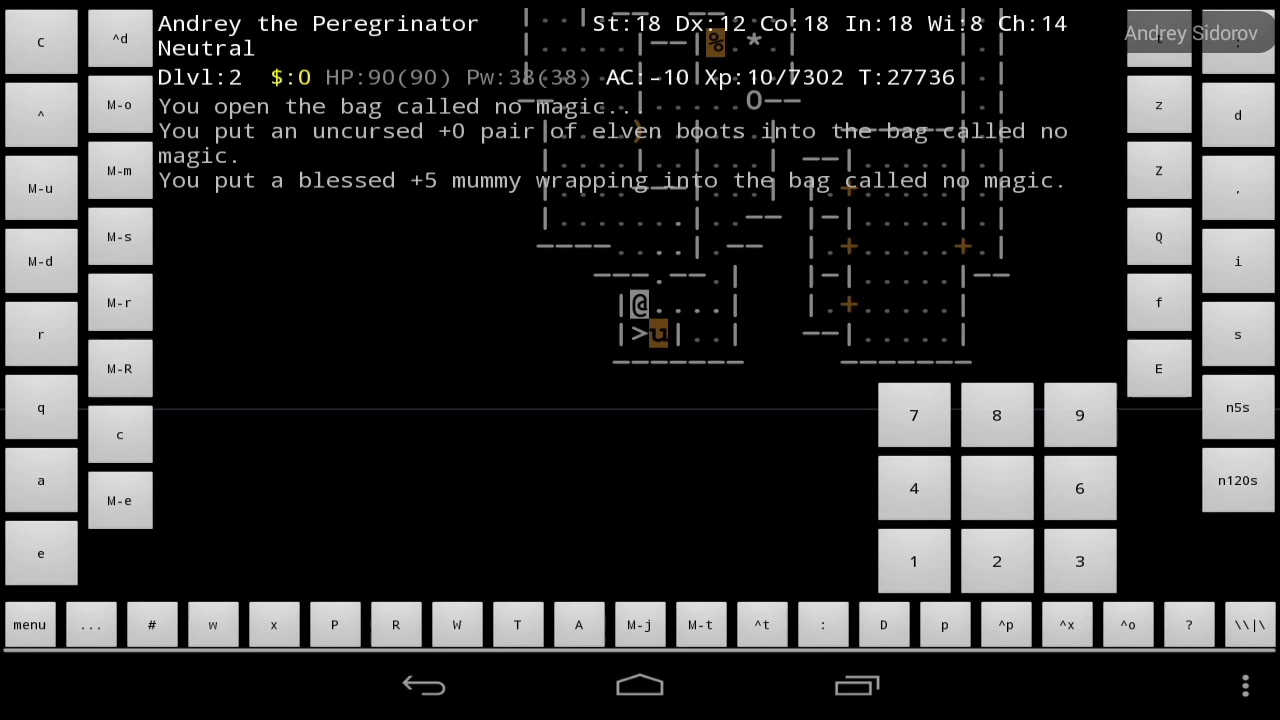 Andrey the Peregrinator St:18 Dx:12 Co:18 In:18 Wi:8 Ch:14
Neutral
Dlvl:2 $:0 HP:90(90) Pw:38(38) AC:-10 Xp:10/7302 T:27736
You open the bag called no magic...
You put an uncursed +0 pair of elven boots into the bag called no
magic.
You put a blessed +5 mummy wrapping into the bag called no magic.
Andrey Sidorov
c
^
M-u
M-d
r
q
a
e
^d
M-o
M-m
M-s
M-r
M-R
c
M-e
z
Z
Q
f
E
d
,
i
s
n5s
n120s
7 8 9
4 6
1 2 3
menu ... # w x P R W T A M-j M-t ^t : D p ^p ^x ^o ? \\|\